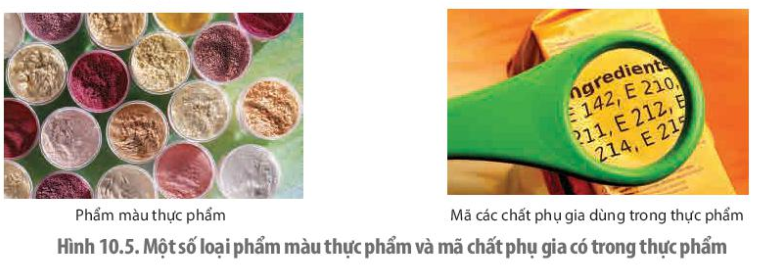 ngredients
E 142, E 210,
211, E 212, E
214, E 215
Phẩm màu thực phẩm
Mã các chất phụ gia dùng trong thực phẩm
Hình 10.5. Một số loại phẩm màu thực phẩm và mã chất phụ gia có trong thực phẩm